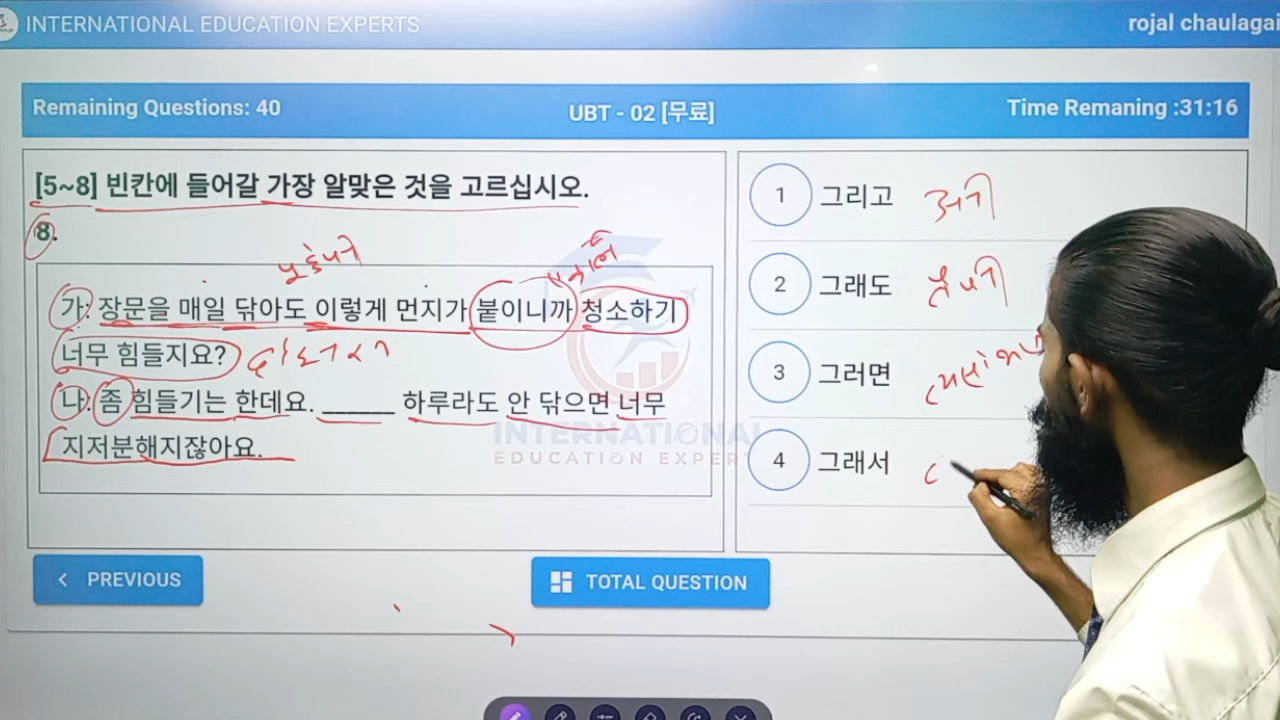 INTERNATIONAL EDUCATION EXPERTS
rojal chaulagai
Remaining Questions: 40
UBT - 02 [무료]
Time Remaning :31:16
[5~8] 빈칸에 들어갈 가장 알맞은 것을 고르십시오.
8.
가: 장문을 매일 닦아도 이렇게 먼지가 붙이니까 청소하기
너무 힘들지요?
나: 좀 힘들기는 한데요. ______ 하루라도 안 닦으면 너무
지저분해지잖아요.
INTERNATIONAL
EDUCATION EXPER
1 그리고
2 그래도
3 그러면
4 그래서
PREVIOUS
TOTAL QUESTION